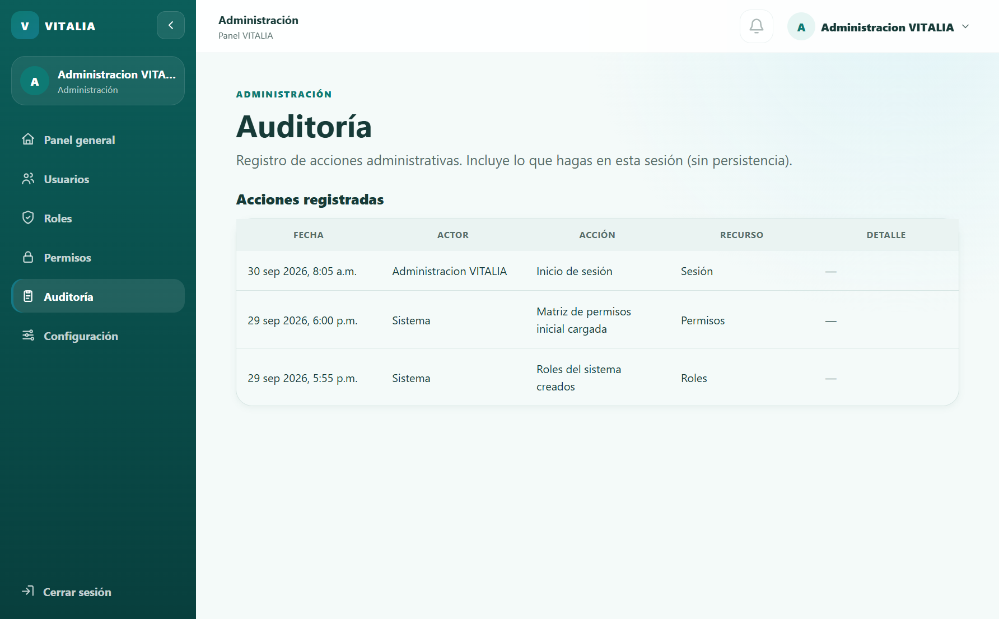 V VITALIA
A
Administracion VITA...
Administración
Panel general
Usuarios
Roles
Permisos
Auditoría
Configuración
Cerrar sesión
Administración
Panel VITALIA
A Administracion VITALIA
ADMINISTRACIÓN
Auditoría
Registro de acciones administrativas. Incluye lo que hagas en esta sesión (sin persistencia).
Acciones registradas
FECHA ACTOR ACCIÓN RECURSO DETALLE
30 sep 2026, 8:05 a.m. Administracion VITALIA Inicio de sesión Sesión —
29 sep 2026, 6:00 p.m. Sistema Matriz de permisos inicial cargada Permisos —
29 sep 2026, 5:55 p.m. Sistema Roles del sistema creados Roles —